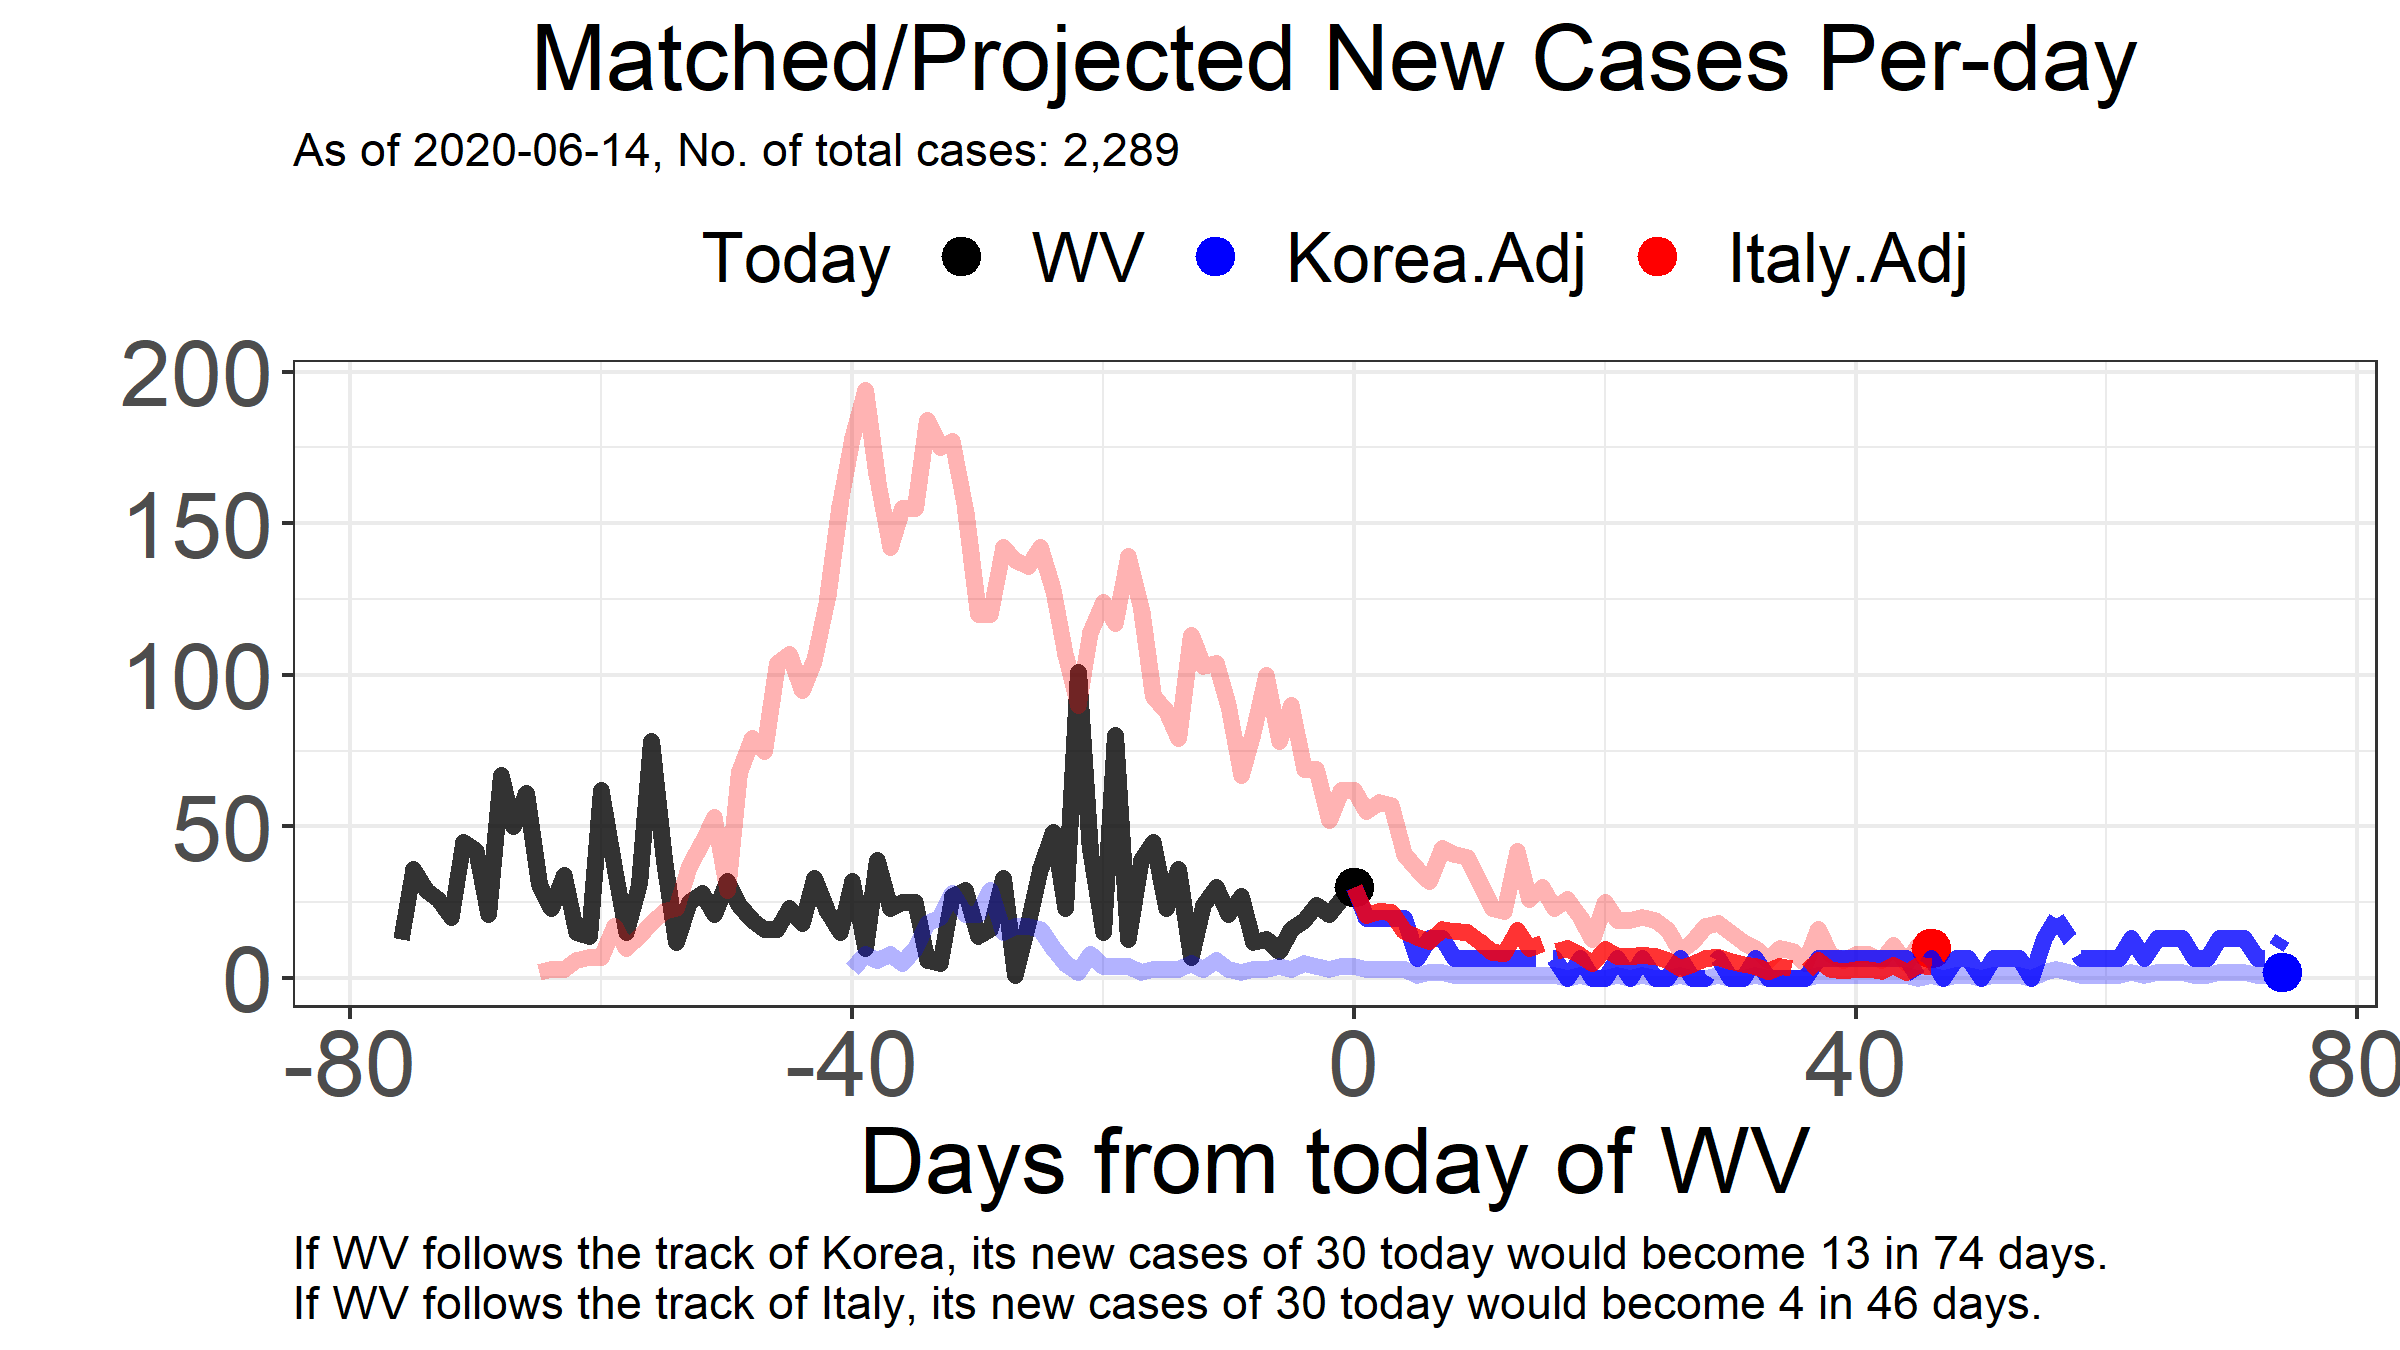 Matched/Projected New Cases Per-day
As of 2020-06-14, No. of total cases: 2,289
Today WV Korea.Adj Italy.Adj
200
150
100
50
0
-80 -40 0 40 80
Days from today of WV
If WV follows the track of Korea, its new cases of 30 today would become 13 in 74 days.
If WV follows the track of Italy, its new cases of 30 today would become 4 in 46 days.